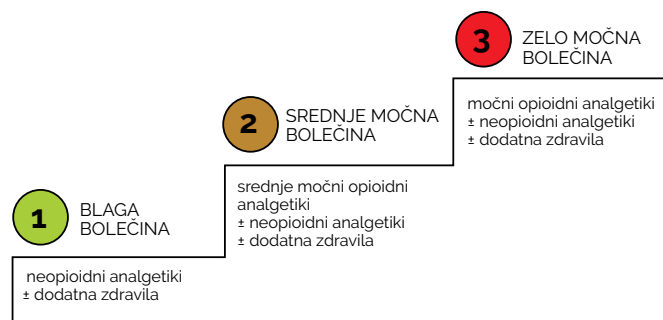 1
BLAGA
BOLEČINA
neopioidni analgetiki
± dodatna zdravila
2
SREDNJE MOČNA
BOLEČINA
srednje močni opioidni
analgetiki
± neopioidni analgetiki
± dodatna zdravila
3
ZELO MOČNA
BOLEČINA
močni opioidni analgetiki
± neopioidni analgetiki
± dodatna zdravila